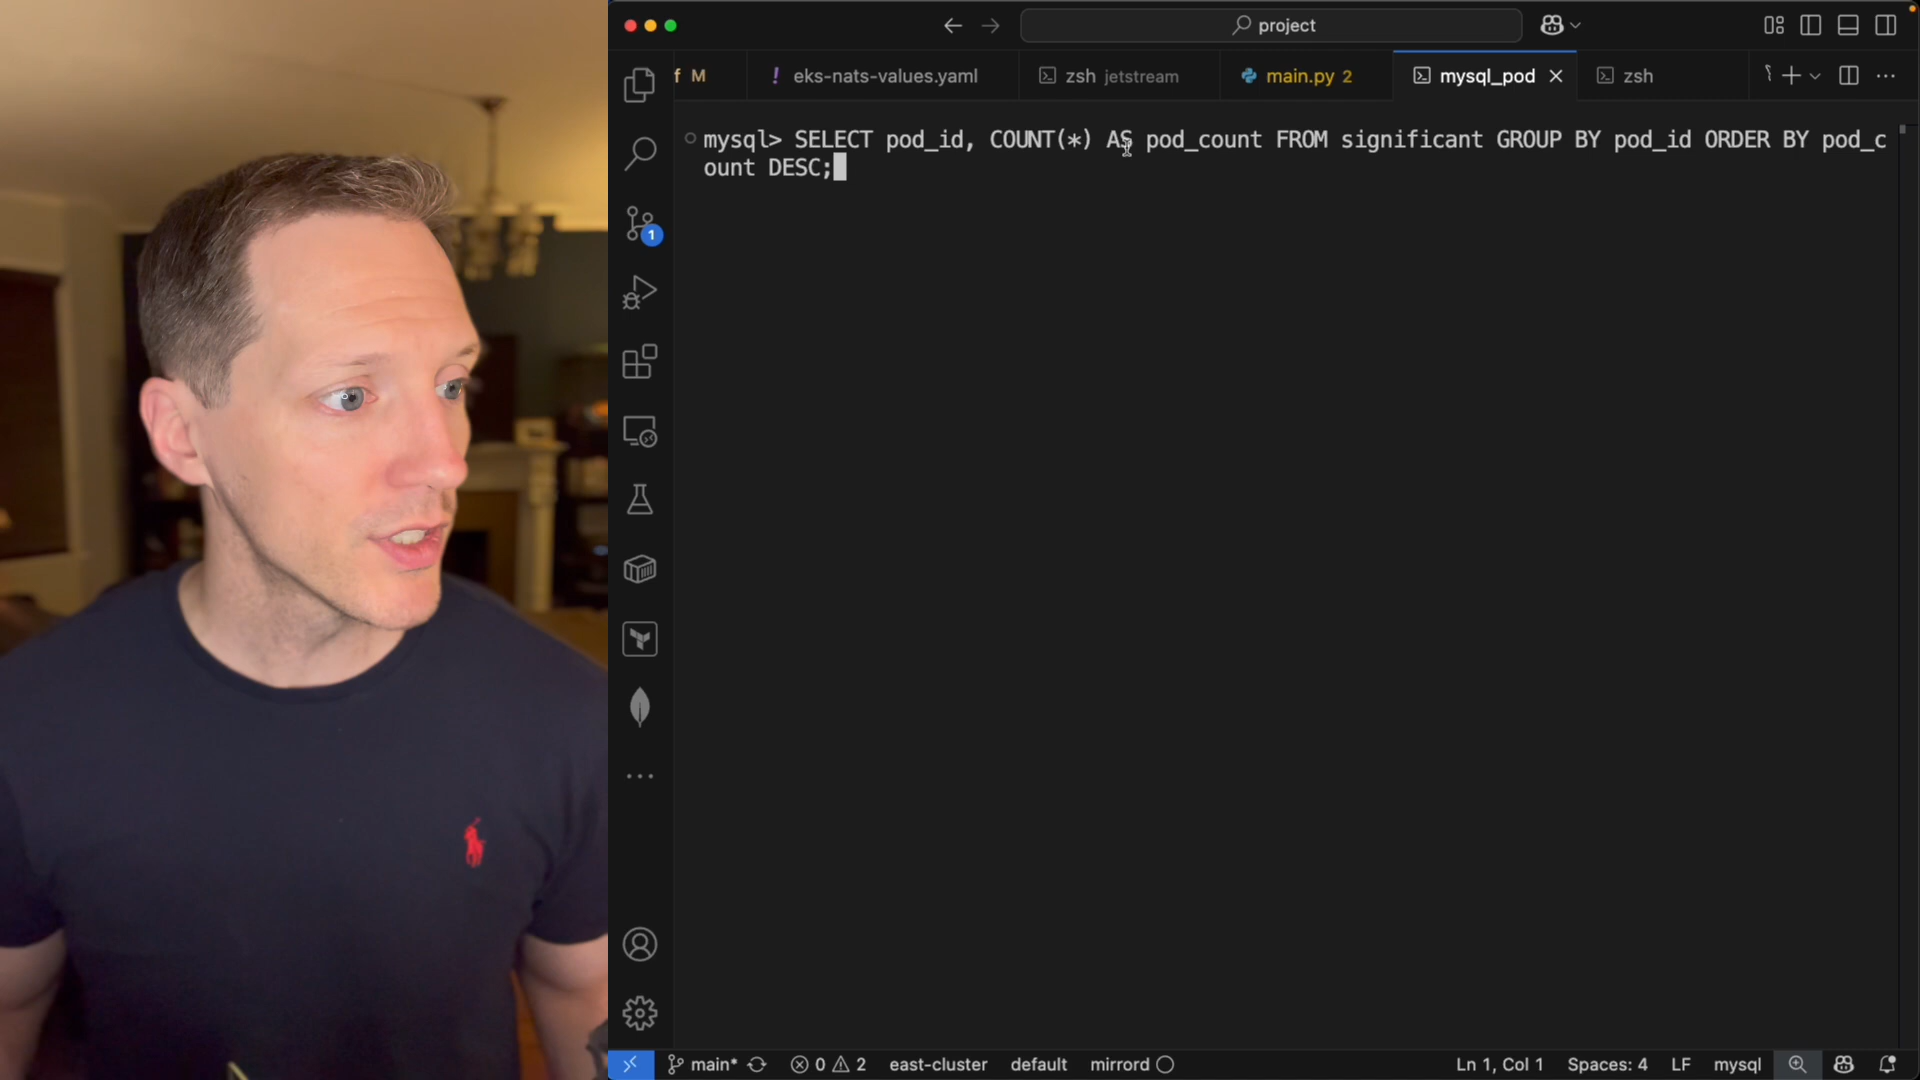 project
f M
! eks-nats-values.yaml
zsh jetstream
main.py 2
mysql_pod
zsh
mysql> SELECT pod_id, COUNT(*) AS pod_count FROM significant GROUP BY pod_id ORDER BY pod_c
ount DESC;
1
main*
0
2
east-cluster
default
mirrord
Ln 1, Col 1
Spaces: 4
LF
mysql